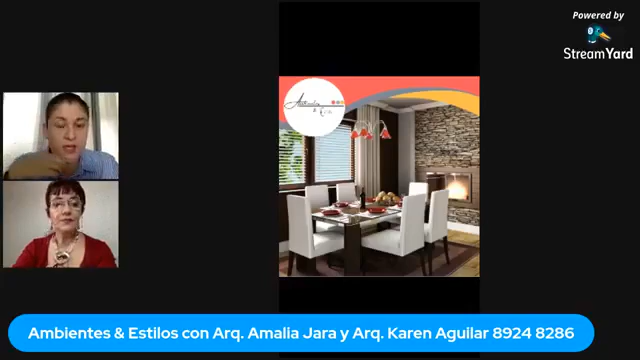 Powered by
StreamYard
Ambientes & Estilos con Arq. Amalia Jara y Arq. Karen Aguilar 8924 8286